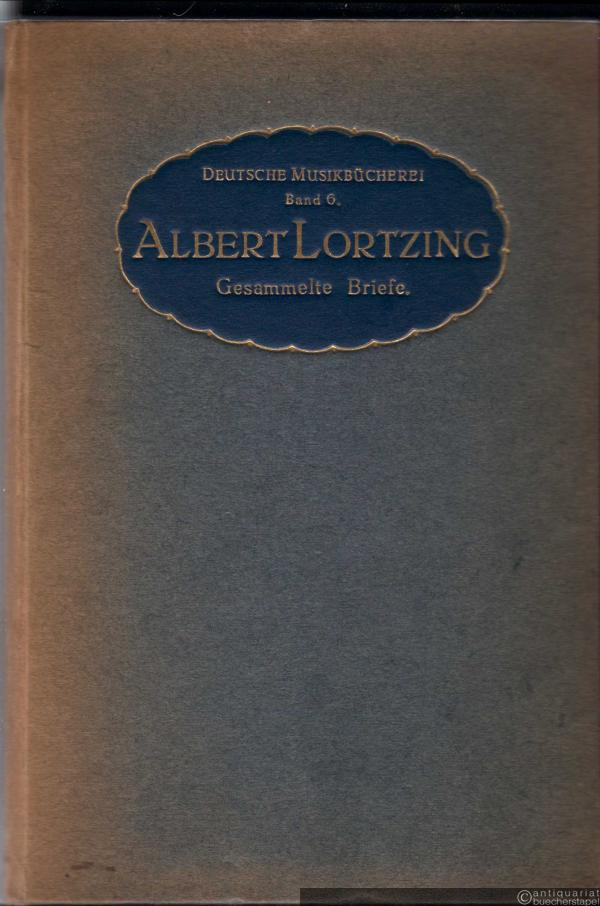 DEUTSCHE MUSIKBÜCHEREI
Band 6.
ALBERT LORTZING
Gesammelte Briefe.
© antiquariat
buecherstapel